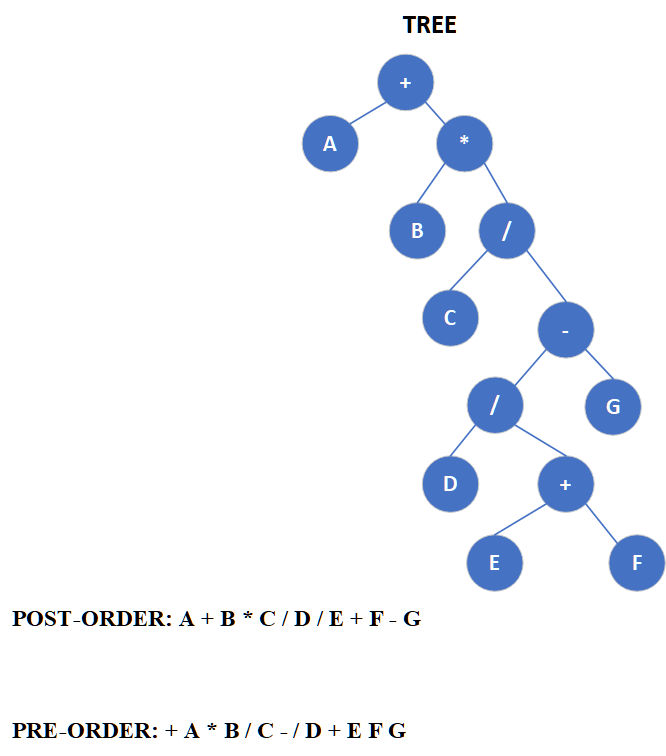 TREE
+
A *
B /
C
-
/ G
D +
E F
POST-ORDER: A + B * C / D / E + F - G
PRE-ORDER: + A * B / C - / D + E F G